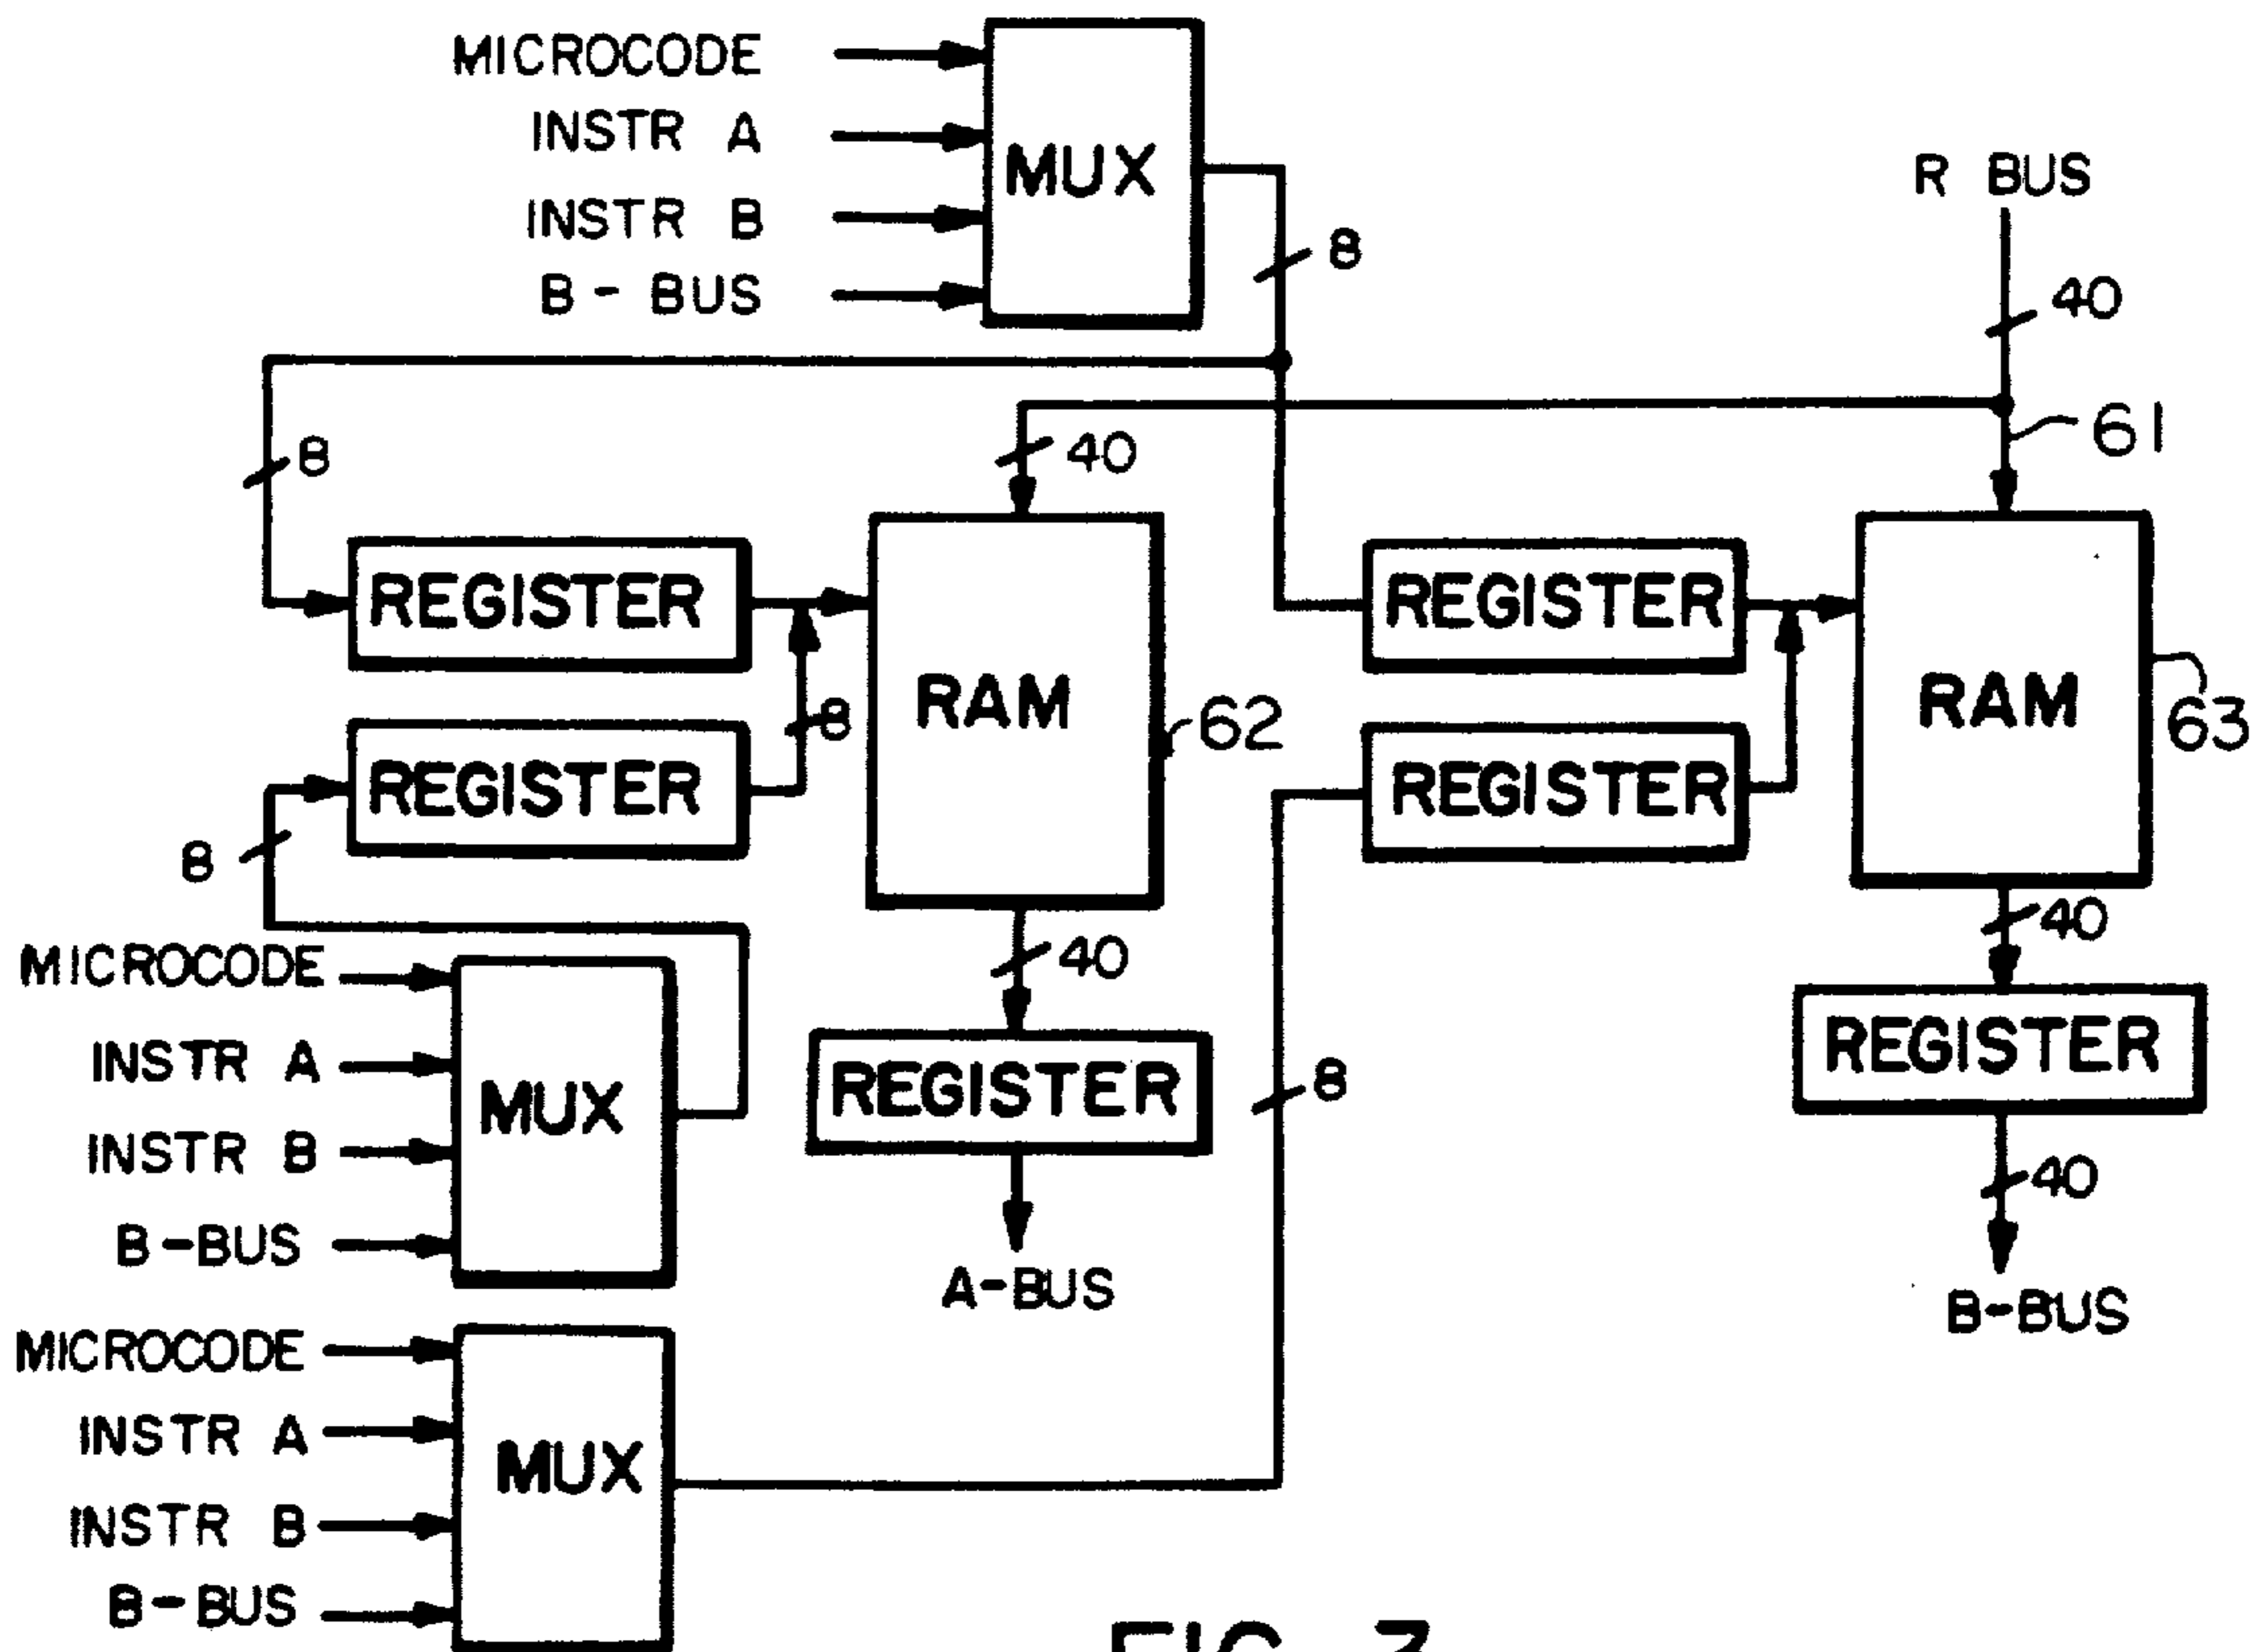 MICROCODE
INSTR A
INSTR B
B - BUS
MUX
8
R BUS
40
61
8
40
REGISTER
REGISTER
8
8
RAM
62
REGISTER
REGISTER
RAM
63
MICROCODE
INSTR A
INSTR B
B-BUS
MUX
40
REGISTER
A-BUS
8
40
REGISTER
40
B-BUS
MICROCODE
INSTR A
INSTR B
B-BUS
MUX